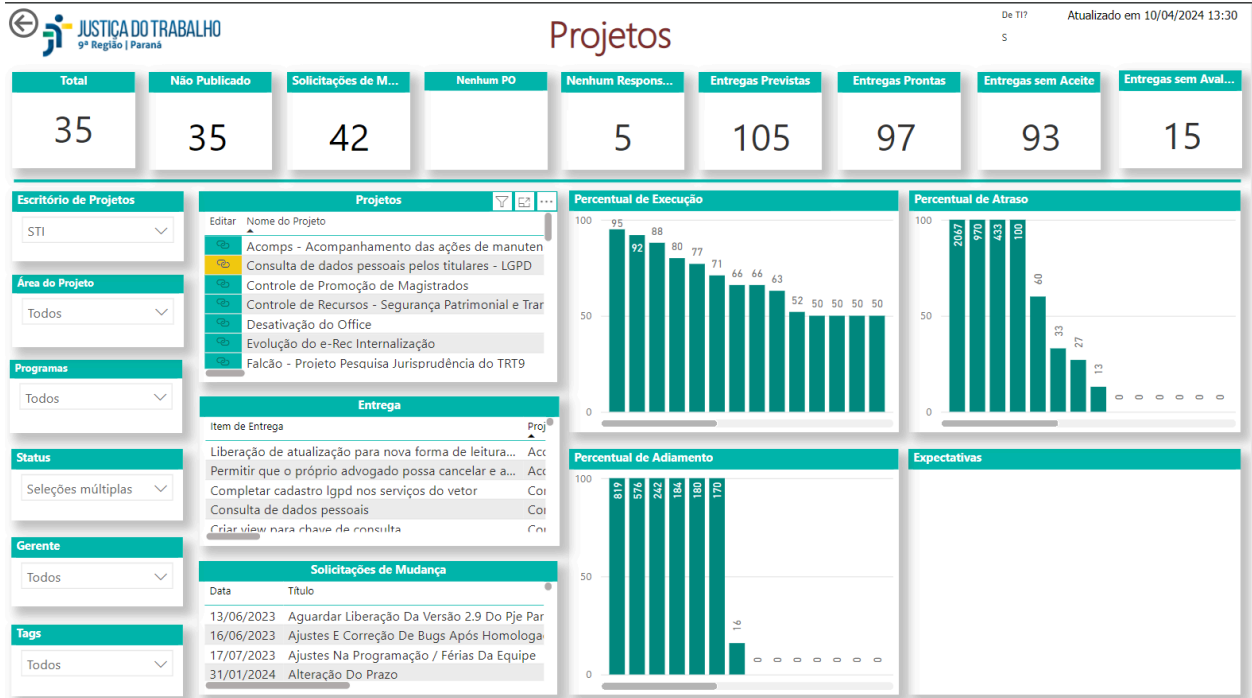 JUSTIÇA DO TRABALHO
9ª Região | Paraná
Projetos
De TI?
S
Atualizado em 10/04/2024 13:30
Total
35
Não Publicado
35
Solicitações de M...
42
Nenhum PO
Nenhum Respons...
5
Entregas Previstas
105
Entregas Prontas
97
Entregas sem Aceite
93
Entregas sem Aval...
15
Escritório de Projetos
STI
Área do Projeto
Todos
Programas
Todos
Status
Seleções múltiplas
Gerente
Todos
Tags
Todos
Projetos
Editar Nome do Projeto
Acomps - Acompanhamento das ações de manuten
Consulta de dados pessoais pelos titulares - LGPD
Controle de Promoção de Magistrados
Controle de Recursos - Segurança Patrimonial e Tran
Desativação do Office
Evolução do e-Rec Internalização
Falcão - Projeto Pesquisa Jurisprudência do TRT9
Entrega
Item de Entrega Proj
Liberação de atualização para nova forma de leitura... Acc
Permitir que o próprio advogado possa cancelar e a... Acc
Completar cadastro lgpd nos serviços do vetor Cor
Consulta de dados pessoais Cor
Criar view para chave de consulta Cor
Solicitações de Mudança
Data Título
13/06/2023 Aguardar Liberação Da Versão 2.9 Do Pje Par
16/06/2023 Ajustes E Correção De Bugs Após Homologa
17/07/2023 Ajustes Na Programação / Férias Da Equipe
31/01/2024 Alteração Do Prazo
Percentual de Execução
100
50
0
95 92 88 80 77 71 66 66 63 52 50 50 50 50
Percentual de Atraso
100
50
0
2067 970 433 100 60 33 27 13 0 0 0 0 0 0
Percentual de Adiamento
100
50
0
819 576 242 184 180 170 16 0 0 0 0 0 0 0
Expectativas